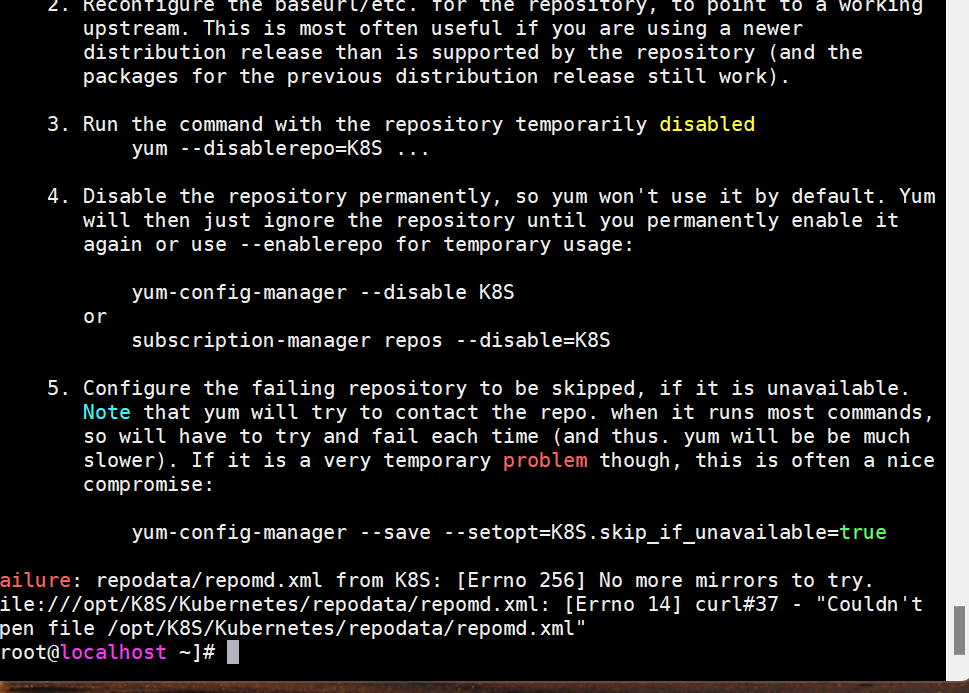 2. Reconfigure the baseurl/etc. for the repository, to point to a working
upstream. This is most often useful if you are using a newer
distribution release than is supported by the repository (and the
packages for the previous distribution release still work).
3. Run the command with the repository temporarily disabled
yum --disablerepo=K8S ...
4. Disable the repository permanently, so yum won't use it by default. Yum
will then just ignore the repository until you permanently enable it
again or use --enablerepo for temporary usage:
yum-config-manager --disable K8S
or
subscription-manager repos --disable=K8S
5. Configure the failing repository to be skipped, if it is unavailable.
Note that yum will try to contact the repo. when it runs most commands,
so will have to try and fail each time (and thus. yum will be be much
slower). If it is a very temporary problem though, this is often a nice
compromise:
yum-config-manager --save --setopt=K8S.skip_if_unavailable=true
ailure: repodata/repomd.xml from K8S: [Errno 256] No more mirrors to try.
ile:///opt/K8S/Kubernetes/repodata/repomd.xml: [Errno 14] curl#37 - "Couldn't
pen file /opt/K8S/Kubernetes/repodata/repomd.xml"
root@localhost ~]#